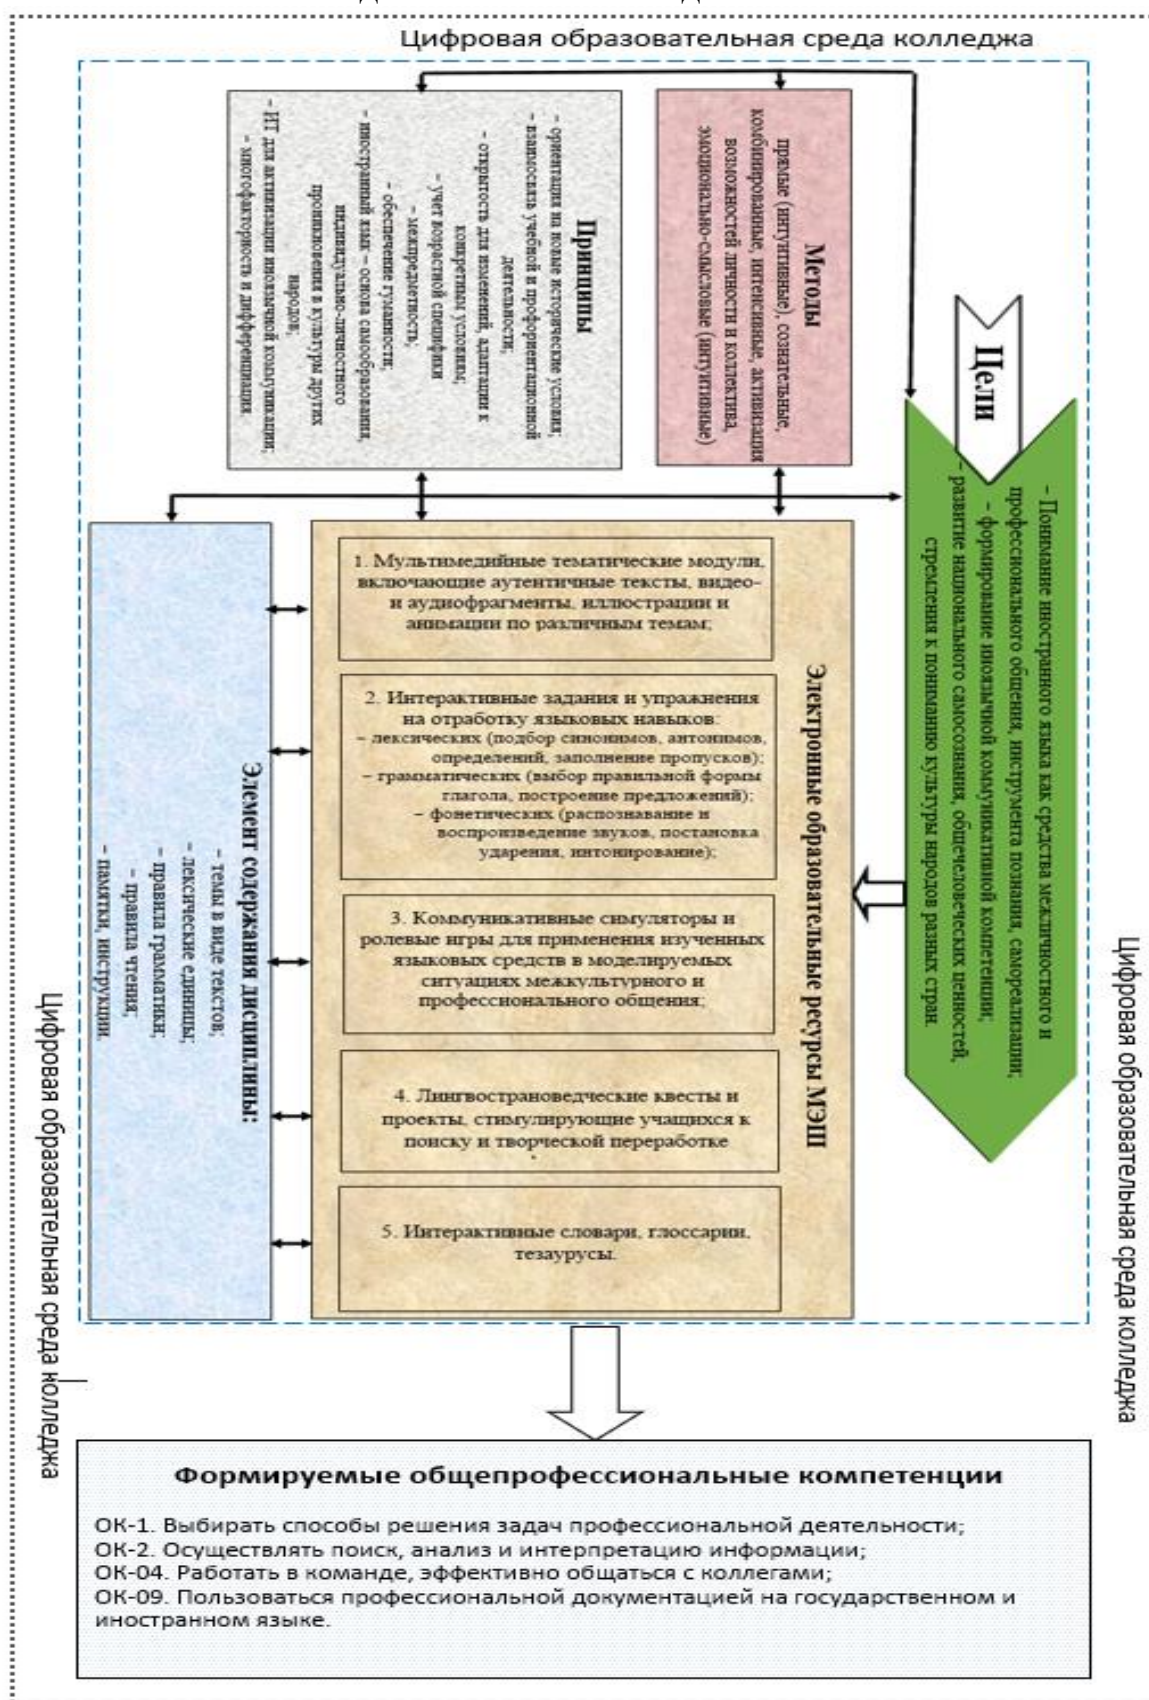 Цифровая образовательная среда колледжа
Цели
– Понимание иностранного языка как средства межличностного и
профессионального общения, инструмента познания, самореализации;
– формирование иноязычной коммуникативной компетенции;
– развитие национального самосознания, общечеловеческих ценностей,
стремления к пониманию культуры народов разных стран.
Методы
прямые (интуитивные), сознательные,
комбинированные, интенсивные, активизация
возможностей личности и коллектива,
эмоционально-смысловые (интуитивные)
Принципы
– ориентация на новые исторические условия;
– взаимосвязь учебной и профориентационной
деятельности;
– открытость для изменений, адаптации к
конкретным условиям;
– учет возрастной специфики
– межпредметность;
– обеспечение гуманности;
– иностранный язык – основа самообразования,
индивидуально-личностного
проникновения в культуры других
народов;
– ИТ для активизации иноязычной коммуникации;
– многофакторность и дифференциация.
Электронные образовательные ресурсы МЭШ
1. Мультимедийные тематические модули,
включающие аутентичные тексты, видео-
и аудиофрагменты, иллюстрации и
анимации по различным темам;
2. Интерактивные задания и упражнения
на отработку языковых навыков:
– лексических (подбор синонимов, антонимов,
определений, заполнение пропусков);
– грамматических (выбор правильной формы
глагола, построение предложений);
– фонетических (распознавание и
воспроизведение звуков, постановка
ударения, интонирование);
3. Коммуникативные симуляторы и
ролевые игры для применения изученных
языковых средств в моделируемых
ситуациях межкультурного и
профессионального общения;
4. Лингвострановедческие квесты и
проекты, стимулирующие учащихся к
поиску и творческой переработке
5. Интерактивные словари, глоссарии,
тезаурусы.
Элемент содержания дисциплины:
– темы в виде текстов;
– лексические единицы;
– правила грамматики;
– правила чтения;
– памятки, инструкции.
Цифровая образовательная среда колледжа
Цифровая образовательная среда колледжа
Формируемые общепрофессиональные компетенции
ОК-1. Выбирать способы решения задач профессиональной деятельности;
ОК-2. Осуществлять поиск, анализ и интерпретацию информации;
ОК-04. Работать в команде, эффективно общаться с коллегами;
ОК-09. Пользоваться профессиональной документацией на государственном и
иностранном языке.